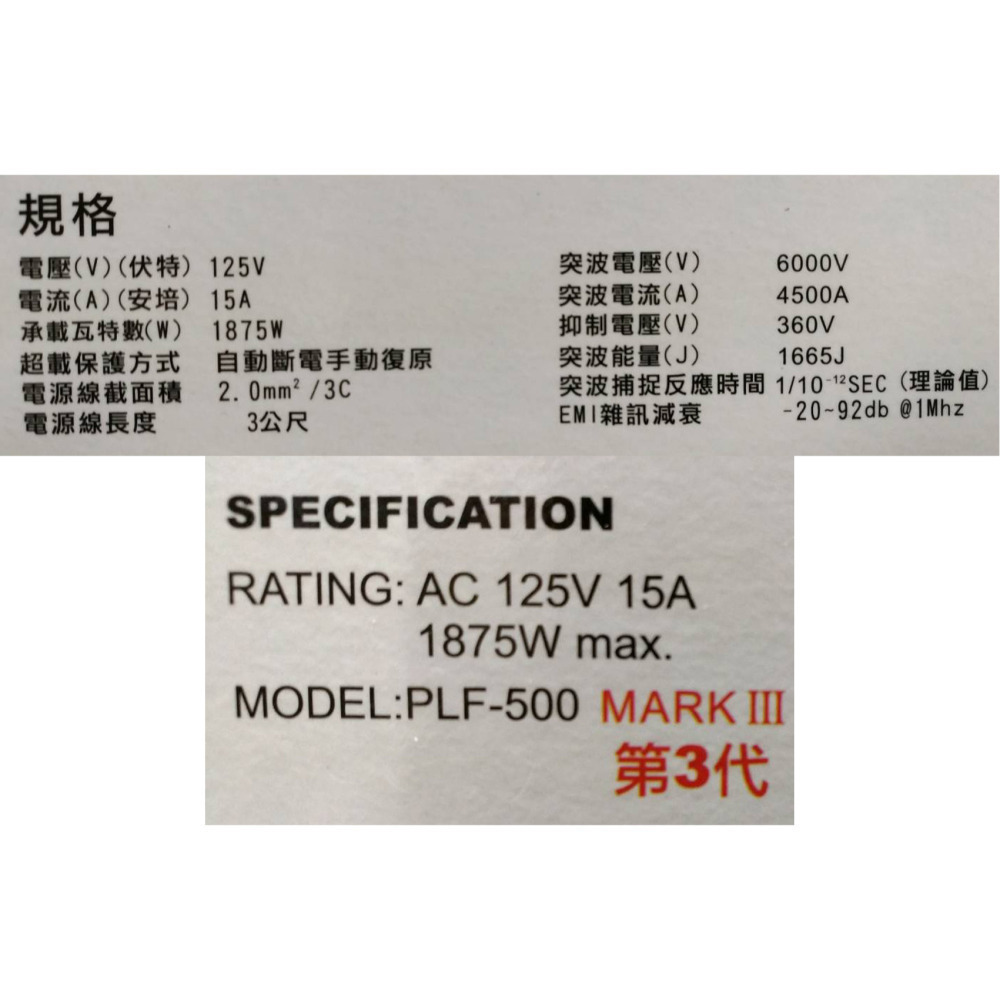 規格
電壓(V)(伏特) 125V
電流(A)(安培) 15A
承載瓦特數(W) 1875W
超載保護方式 自動斷電手動復原
電源線截面積 2.0mm²/3C
電源線長度 3公尺
突波電壓(V) 6000V
突波電流(A) 4500A
抑制電壓(V) 360V
突波能量(J) 1665J
突波捕捉反應時間 1/10⁻¹²SEC (理論值)
EMI雜訊減衰 -20~92db @1Mhz
SPECIFICATION
RATING: AC 125V 15A
1875W max.
MODEL:PLF-500 MARK III
第3代